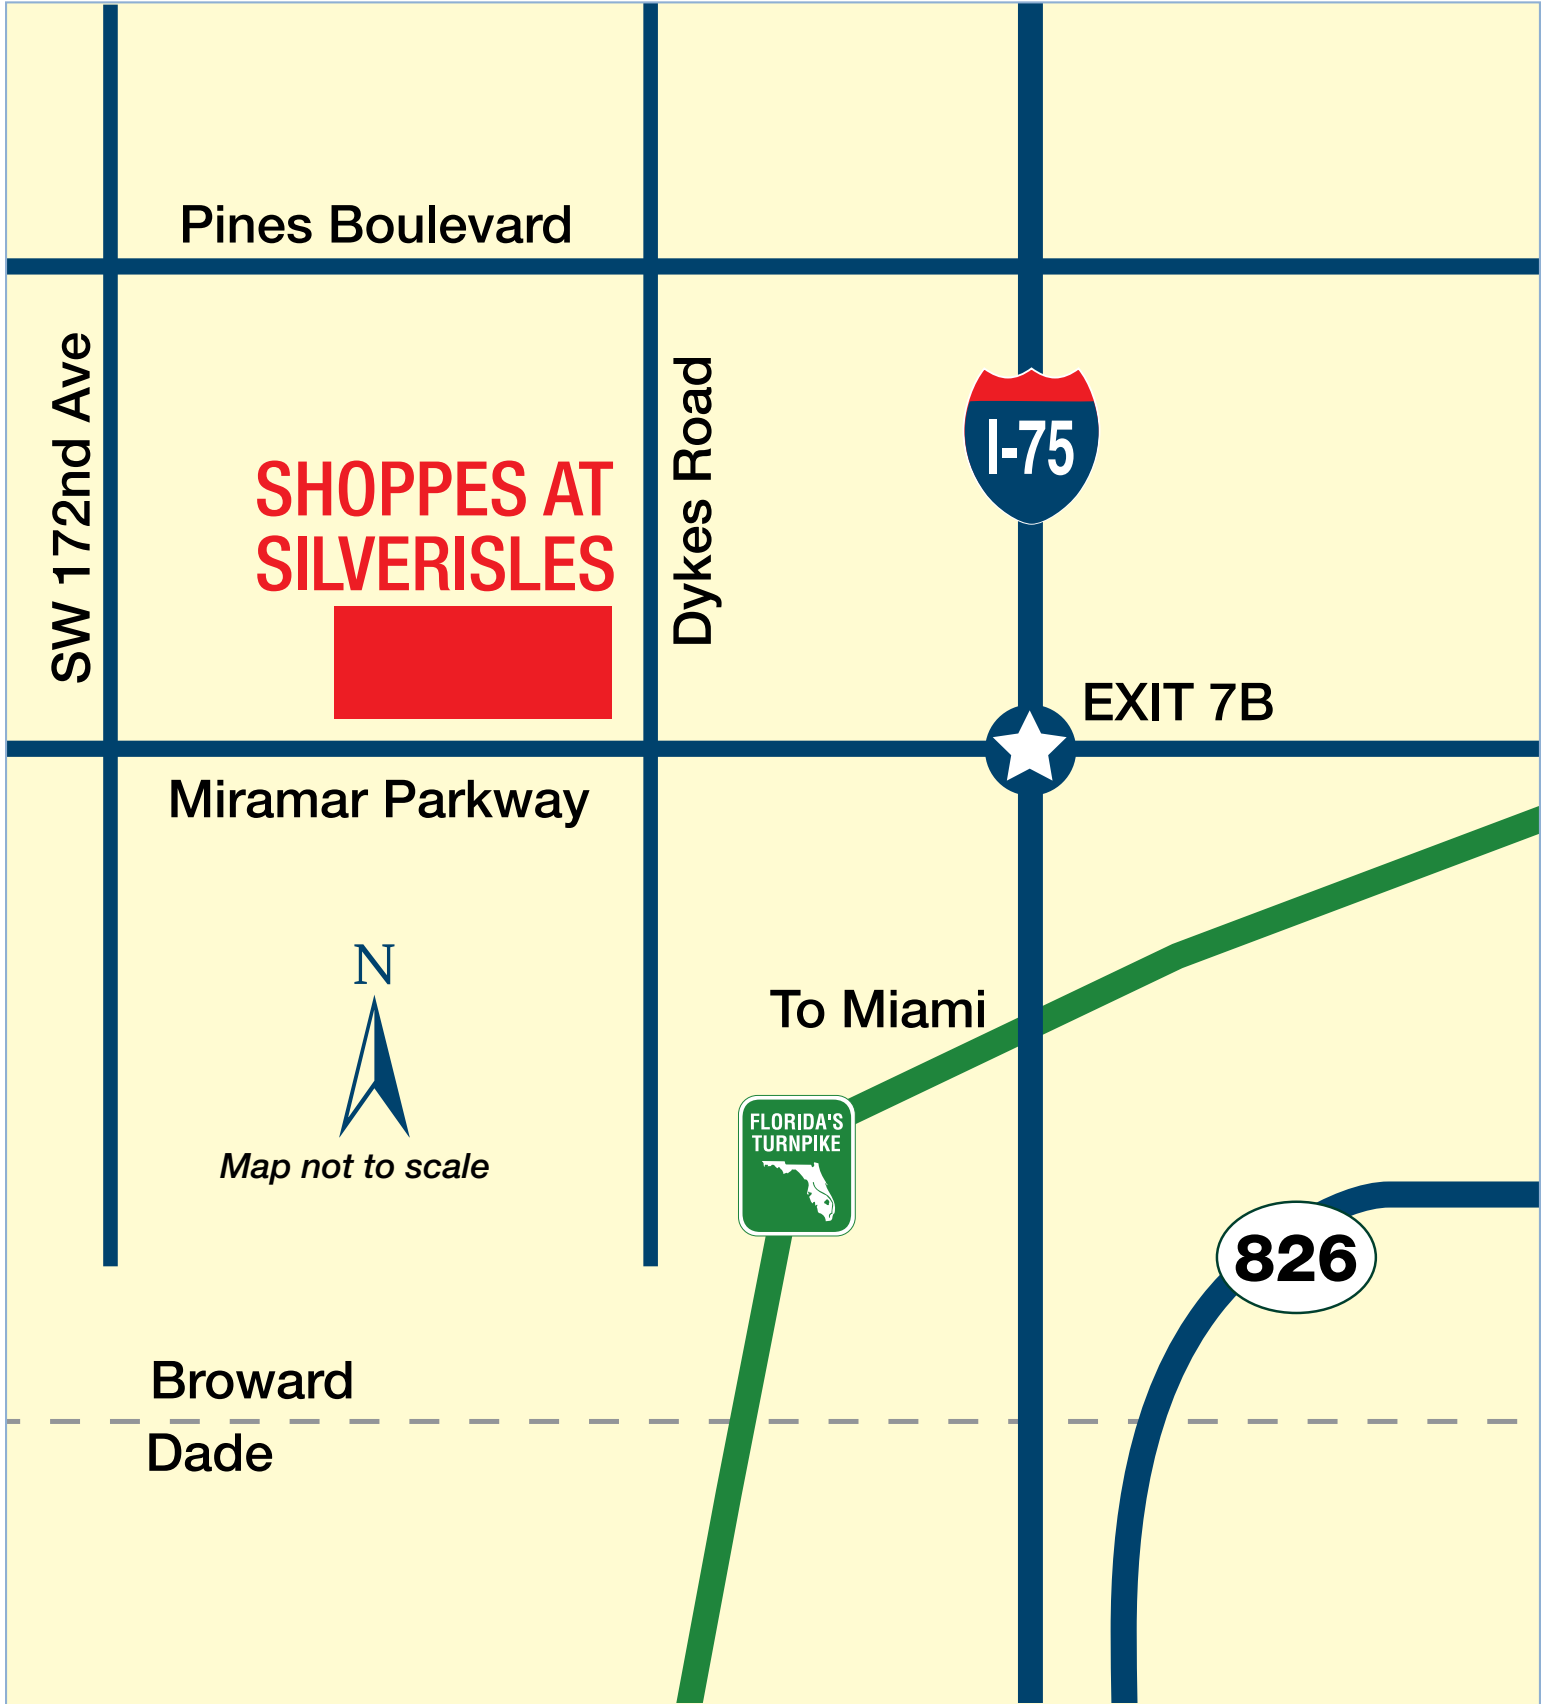 Pines Boulevard
SW 172nd Ave
Dykes Road
I-75
SHOPPES AT
SILVERISLES
EXIT 7B
Miramar Parkway
N
Map not to scale
To Miami
FLORIDA'S
TURNPIKE
826
Broward
Dade